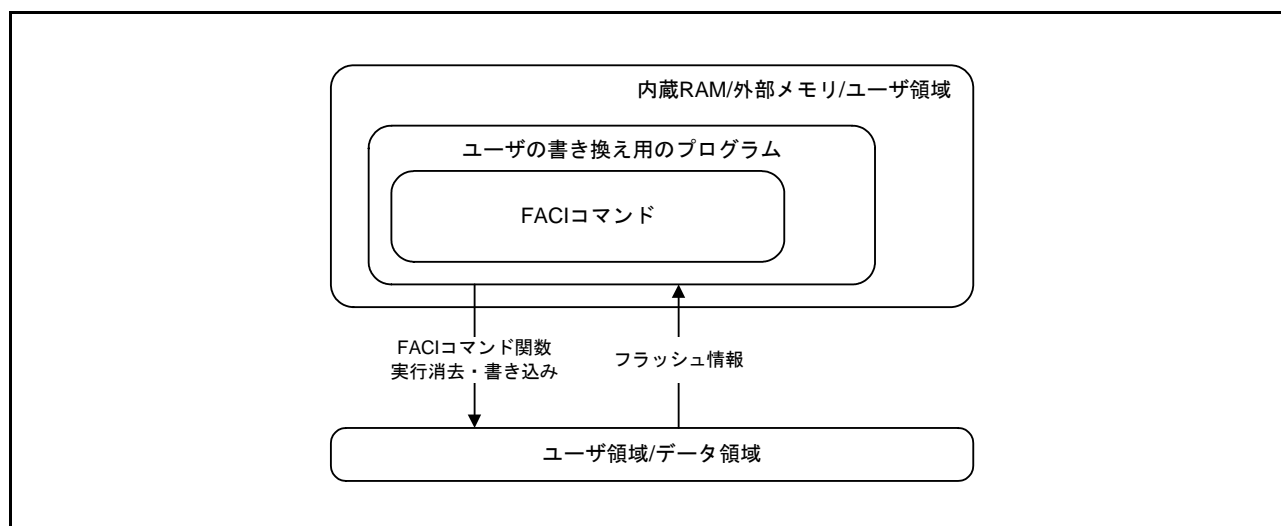 内蔵RAM/外部メモリ/ユーザ領域
ユーザの書き換え用のプログラム
FACIコマンド
FACIコマンド関数
実行消去・書き込み
フラッシュ情報
ユーザ領域/データ領域